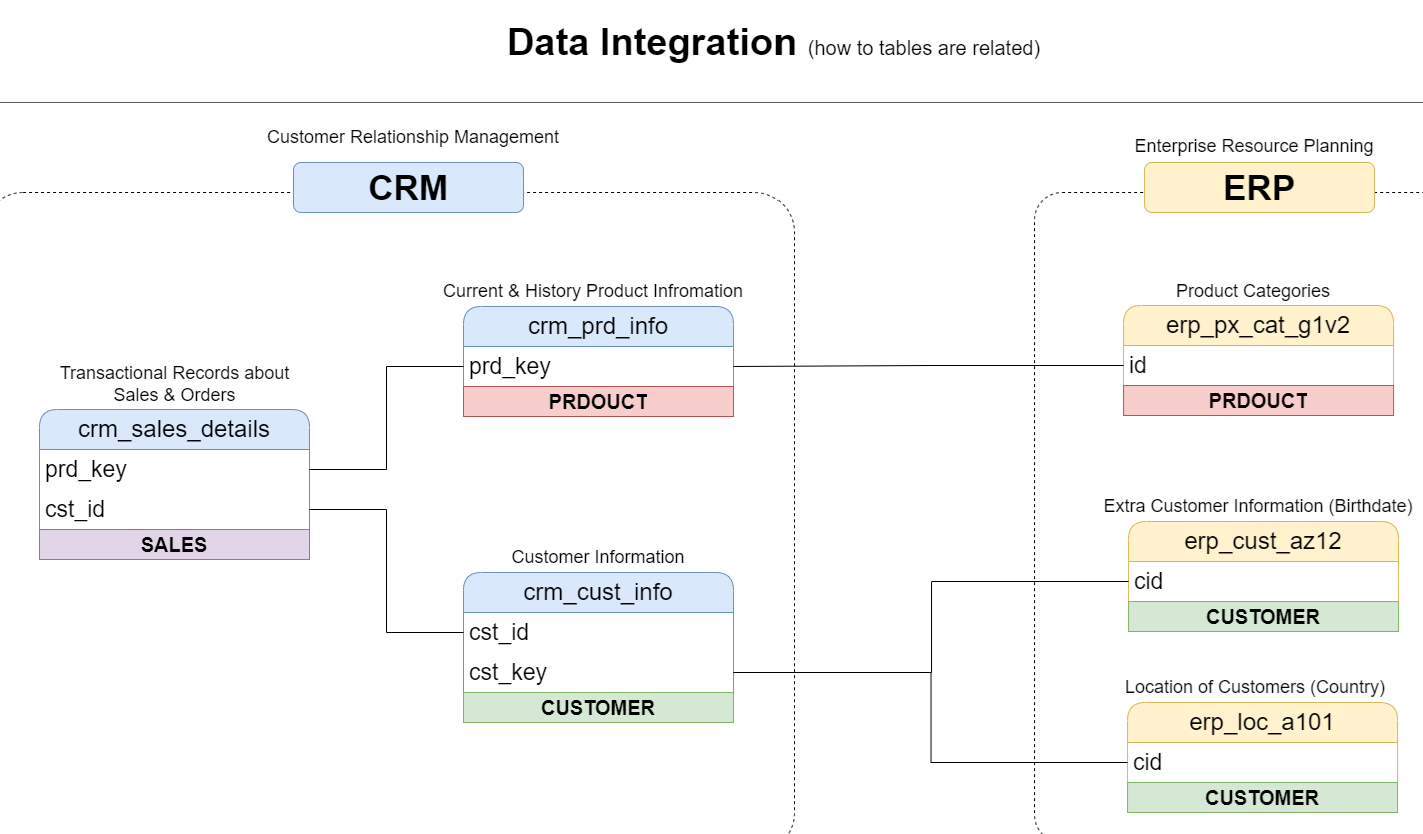 Data Integration (how to tables are related)
Customer Relationship Management
CRM
Enterprise Resource Planning
ERP
Transactional Records about
Sales & Orders
crm_sales_details
prd_key
cst_id
SALES
Current & History Product Infromation
crm_prd_info
prd_key
PRDOUCT
Customer Information
crm_cust_info
cst_id
cst_key
CUSTOMER
Product Categories
erp_px_cat_g1v2
id
PRDOUCT
Extra Customer Information (Birthdate)
erp_cust_az12
cid
CUSTOMER
Location of Customers (Country)
erp_loc_a101
cid
CUSTOMER